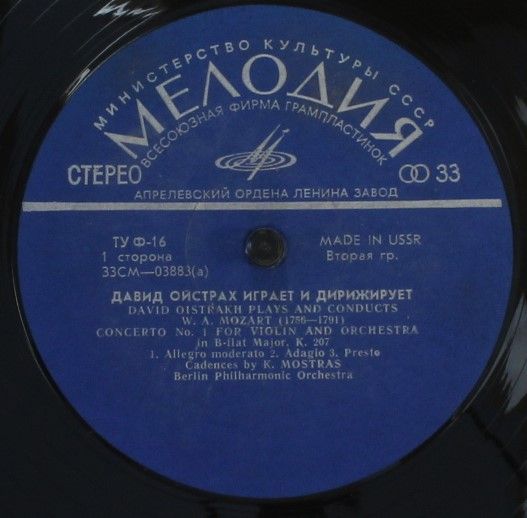 МИНИСТЕРСТВО КУЛЬТУРЫ СССР
МЕЛОДИЯ
ВСЕСОЮЗНАЯ ФИРМА ГРАМПЛАСТИНОК
СТЕРЕО
33
АПРЕЛЕВСКИЙ ОРДЕНА ЛЕНИНА ЗАВОД
ТУ Ф-16
1 сторона
33СМ—03883(а)
MADE IN USSR
Вторая гр.
ДАВИД ОЙСТРАХ ИГРАЕТ И ДИРИЖИРУЕТ
DAVID OISTRAKH PLAYS AND CONDUCTS
W. A. MOZART (1756—1791)
CONCERTO No. 1 FOR VIOLIN AND ORCHESTRA
in B-flat Major, K. 207
1. Allegro moderato 2. Adagio 3. Presto
Cadences by K. MOSTRAS
Berlin Philharmonic Orchestra